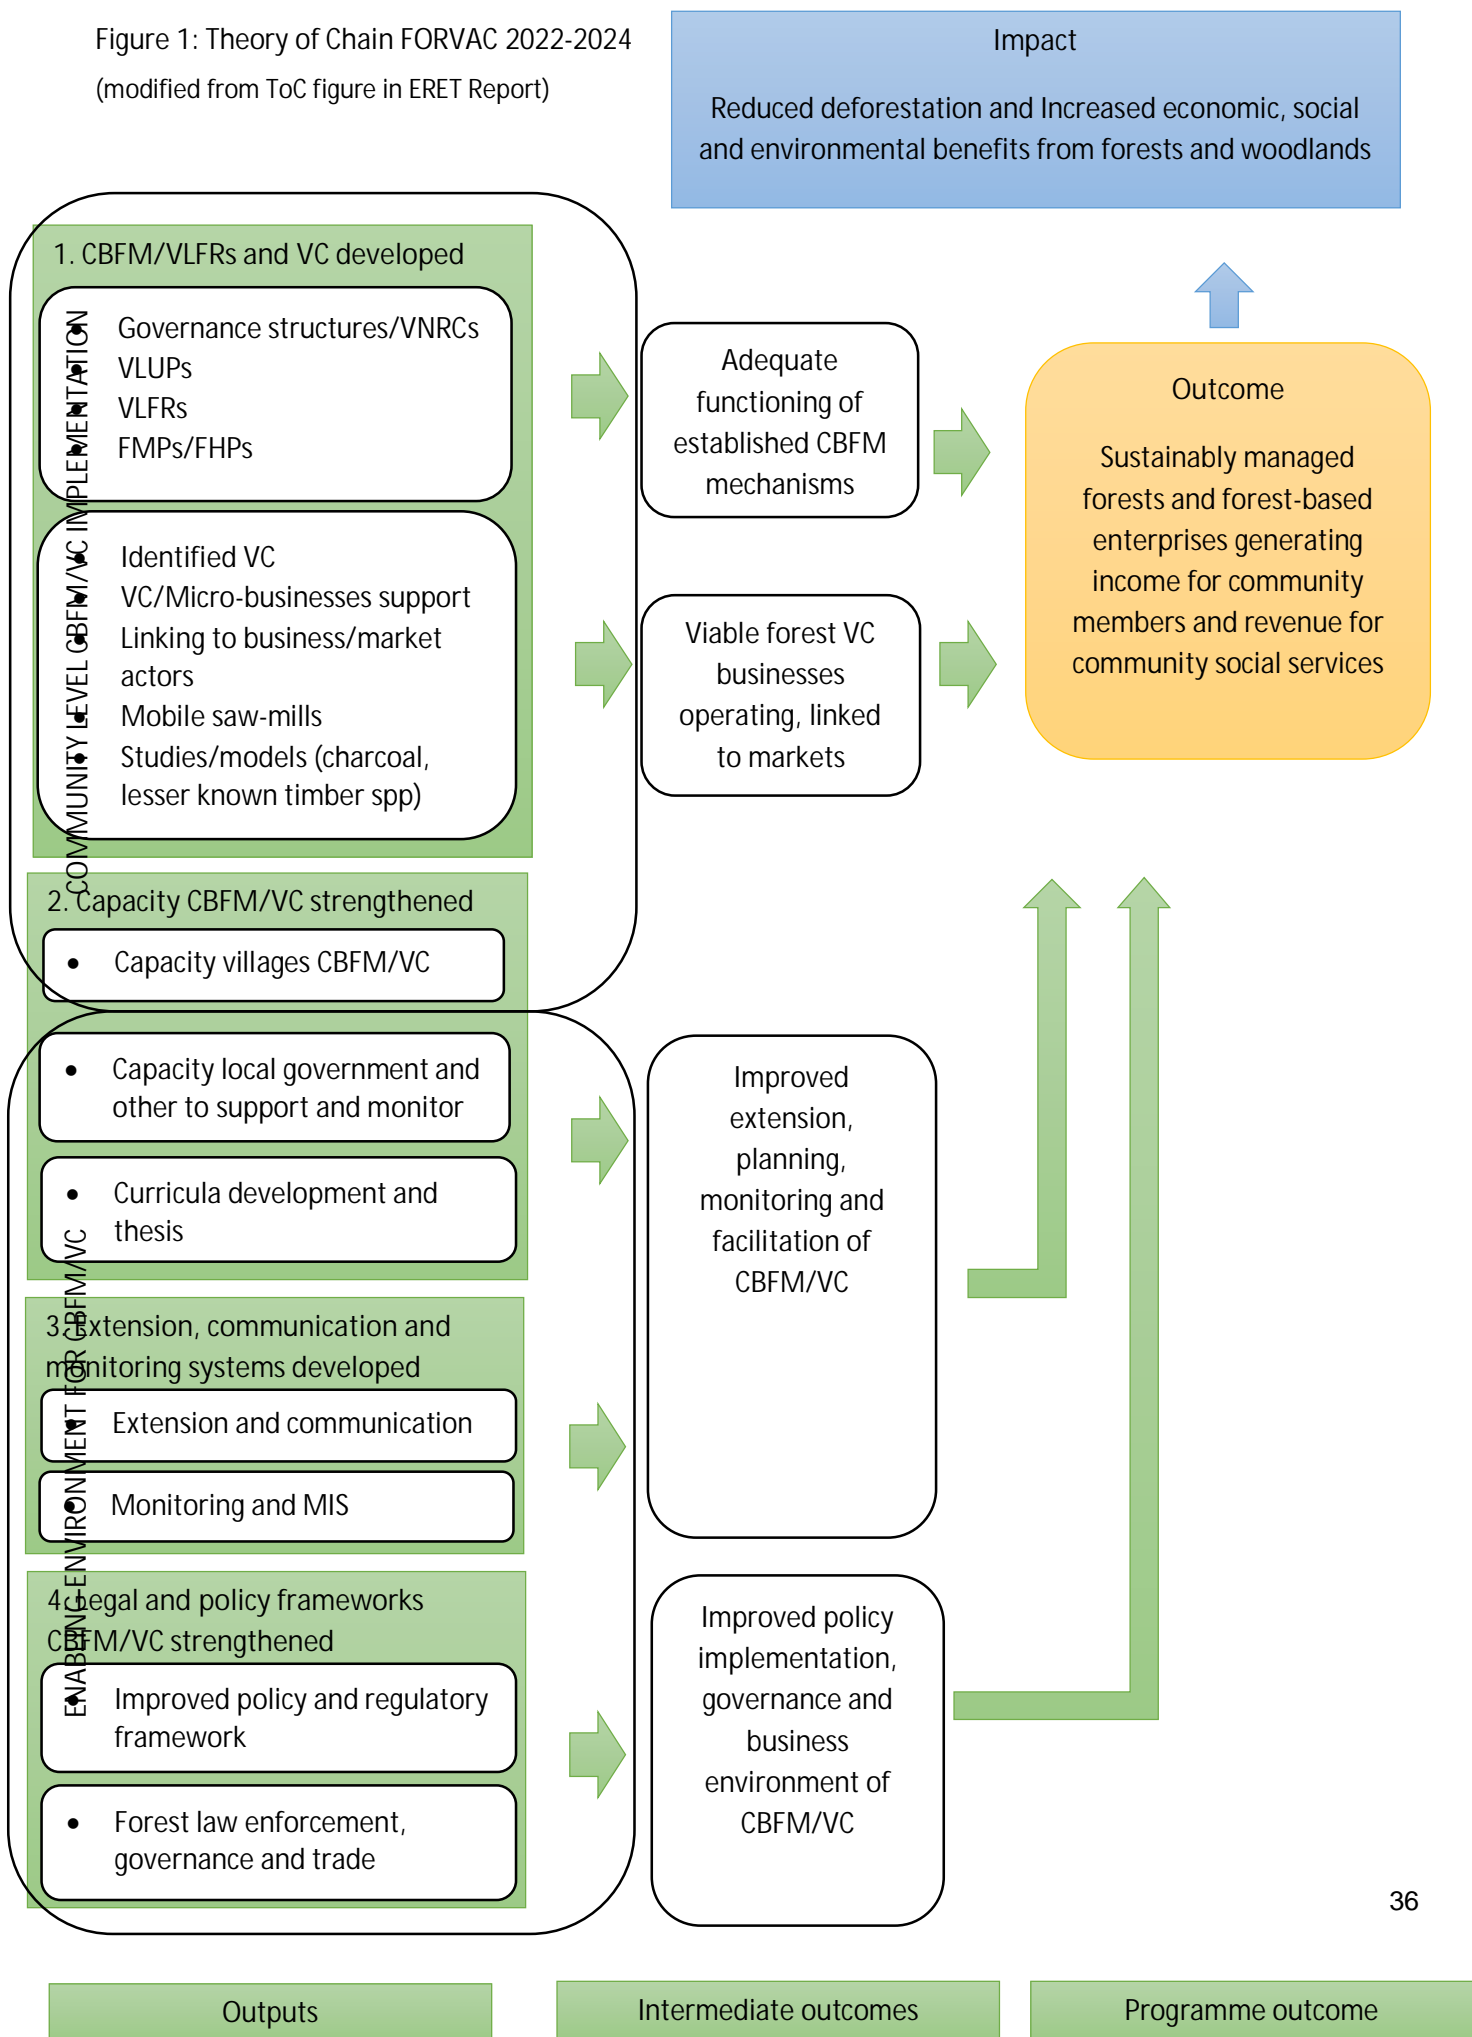 Figure 1: Theory of Chain FORVAC 2022-2024
(modified from ToC figure in ERET Report)
Impact
Reduced deforestation and Increased economic, social
and environmental benefits from forests and woodlands
COMMUNITY LEVEL CBFM/VC IMPLEMENTATION
1. CBFM/VLFRs and VC developed
• Governance structures/VNRCs
• VLUPs
• VLFRs
• FMPs/FHPs
• Identified VC
• VC/Micro-businesses support
• Linking to business/market
actors
• Mobile saw-mills
• Studies/models (charcoal,
lesser known timber spp)
Adequate
functioning of
established CBFM
mechanisms
Viable forest VC
businesses
operating, linked
to markets
Outcome
Sustainably managed
forests and forest-based
enterprises generating
income for community
members and revenue for
community social services
2. Capacity CBFM/VC strengthened
• Capacity villages CBFM/VC
ENABLING ENVIRONMENT FOR CBFM/VC
• Capacity local government and
other to support and monitor
• Curricula development and
thesis
3. Extension, communication and
monitoring systems developed
• Extension and communication
• Monitoring and MIS
Improved
extension,
planning,
monitoring and
facilitation of
CBFM/VC
4. Legal and policy frameworks
CBFM/VC strengthened
• Improved policy and regulatory
framework
• Forest law enforcement,
governance and trade
Improved policy
implementation,
governance and
business
environment of
CBFM/VC
36
Outputs
Intermediate outcomes
Programme outcome